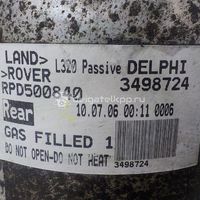 LAND>
>ROVER
L320 Passive DELPHI
RPD500840 3498724
Rear 10.07.06 00:11 0006
GAS FILLED 1
DO NOT OPEN-DO NOT HEAT 3498724